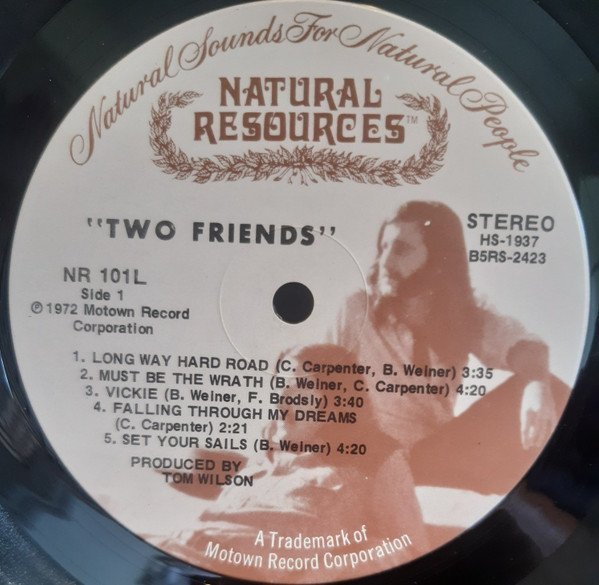 Natural Sounds For Natural People
NATURAL
RESOURCES™
"TWO FRIENDS"
STEREO
HS-1937
B5RS-2423
NR 101L
Side 1
℗1972 Motown Record
Corporation
1. LONG WAY HARD ROAD (C. Carpenter, B. Weiner) 3:35
2. MUST BE THE WRATH (B. Weiner, C. Carpenter) 4:20
3. VICKIE (B. Weiner, F. Brodsly) 3:40
4. FALLING THROUGH MY DREAMS
(C. Carpenter) 2:21
5. SET YOUR SAILS (B. Weiner) 4:20
PRODUCED BY
TOM WILSON
A Trademark of
Motown Record Corporation